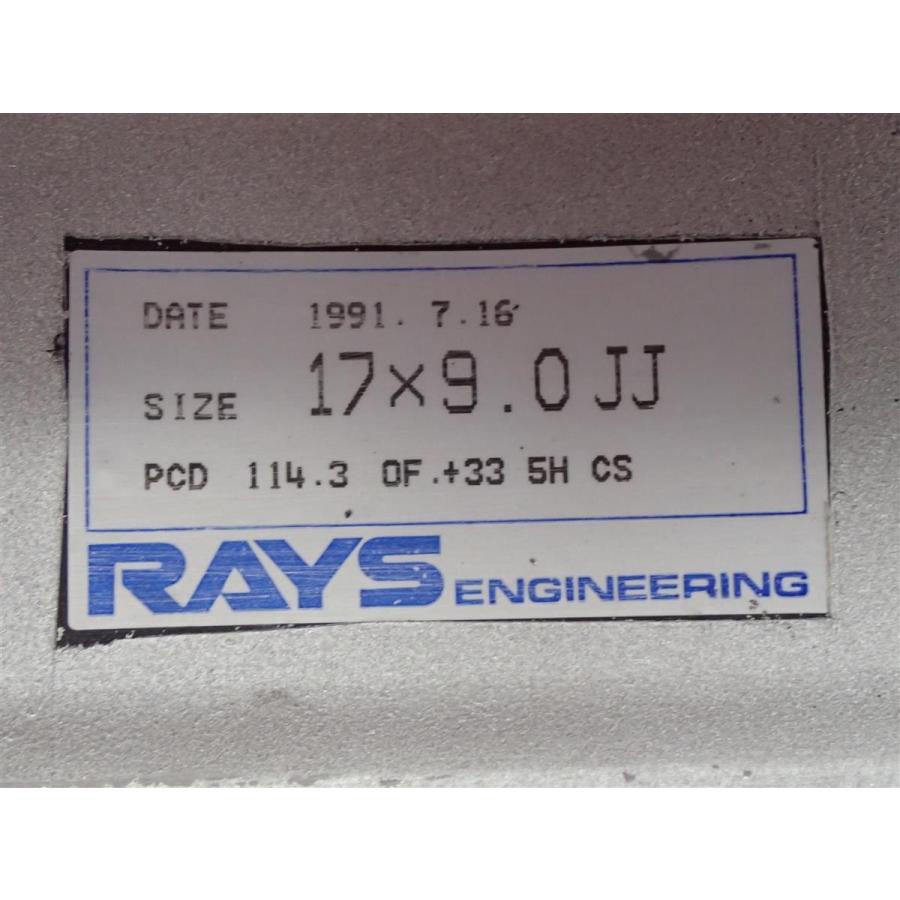 DATE 1991. 7.16
SIZE 17×9.0JJ
PCD 114.3 OF.+33 5H CS
RAYS ENGINEERING